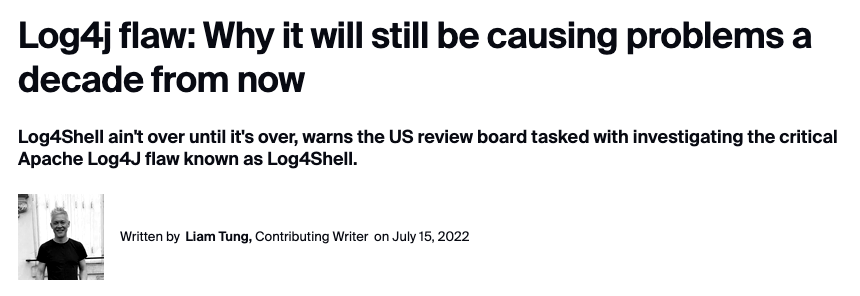 Log4j flaw: Why it will still be causing problems a
decade from now
Log4Shell ain't over until it's over, warns the US review board tasked with investigating the critical
Apache Log4J flaw known as Log4Shell.
Written by Liam Tung, Contributing Writer on July 15, 2022